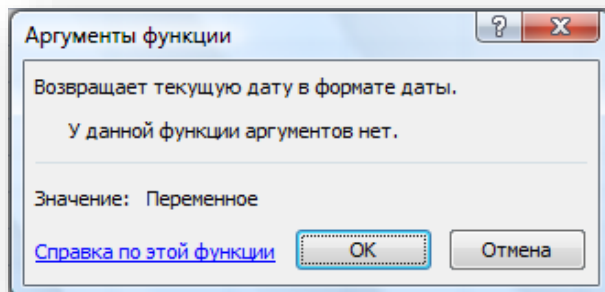 Аргументы функции
Возвращает текущую дату в формате даты.
У данной функции аргументов нет.
Значение: Переменное
Справка по этой функции OK Отмена